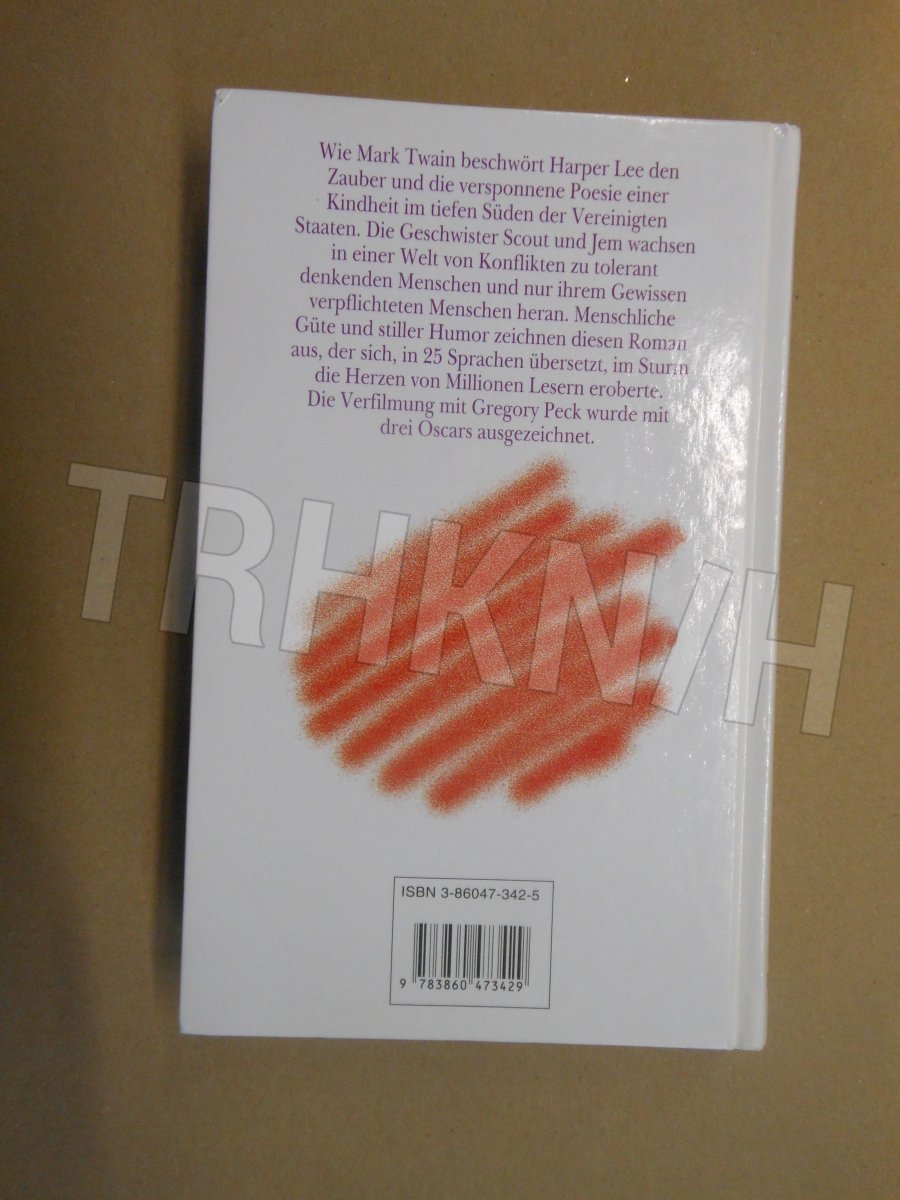 Wie Mark Twain beschwört Harper Lee den
Zauber und die versponnene Poesie einer
Kindheit im tiefen Süden der Vereinigten
Staaten. Die Geschwister Scout und Jem wachsen
in einer Welt von Konflikten zu tolerant
denkenden Menschen und nur ihrem Gewissen
verpflichteten Menschen heran. Menschliche
Güte und stiller Humor zeichnen diesen Roman
aus, der sich, in 25 Sprachen übersetzt, im Sturm
die Herzen von Millionen Lesern eroberte.
Die Verfilmung mit Gregory Peck wurde mit
drei Oscars ausgezeichnet.
TRHKN/H
ISBN 3-86047-342-5
9 783860 473429